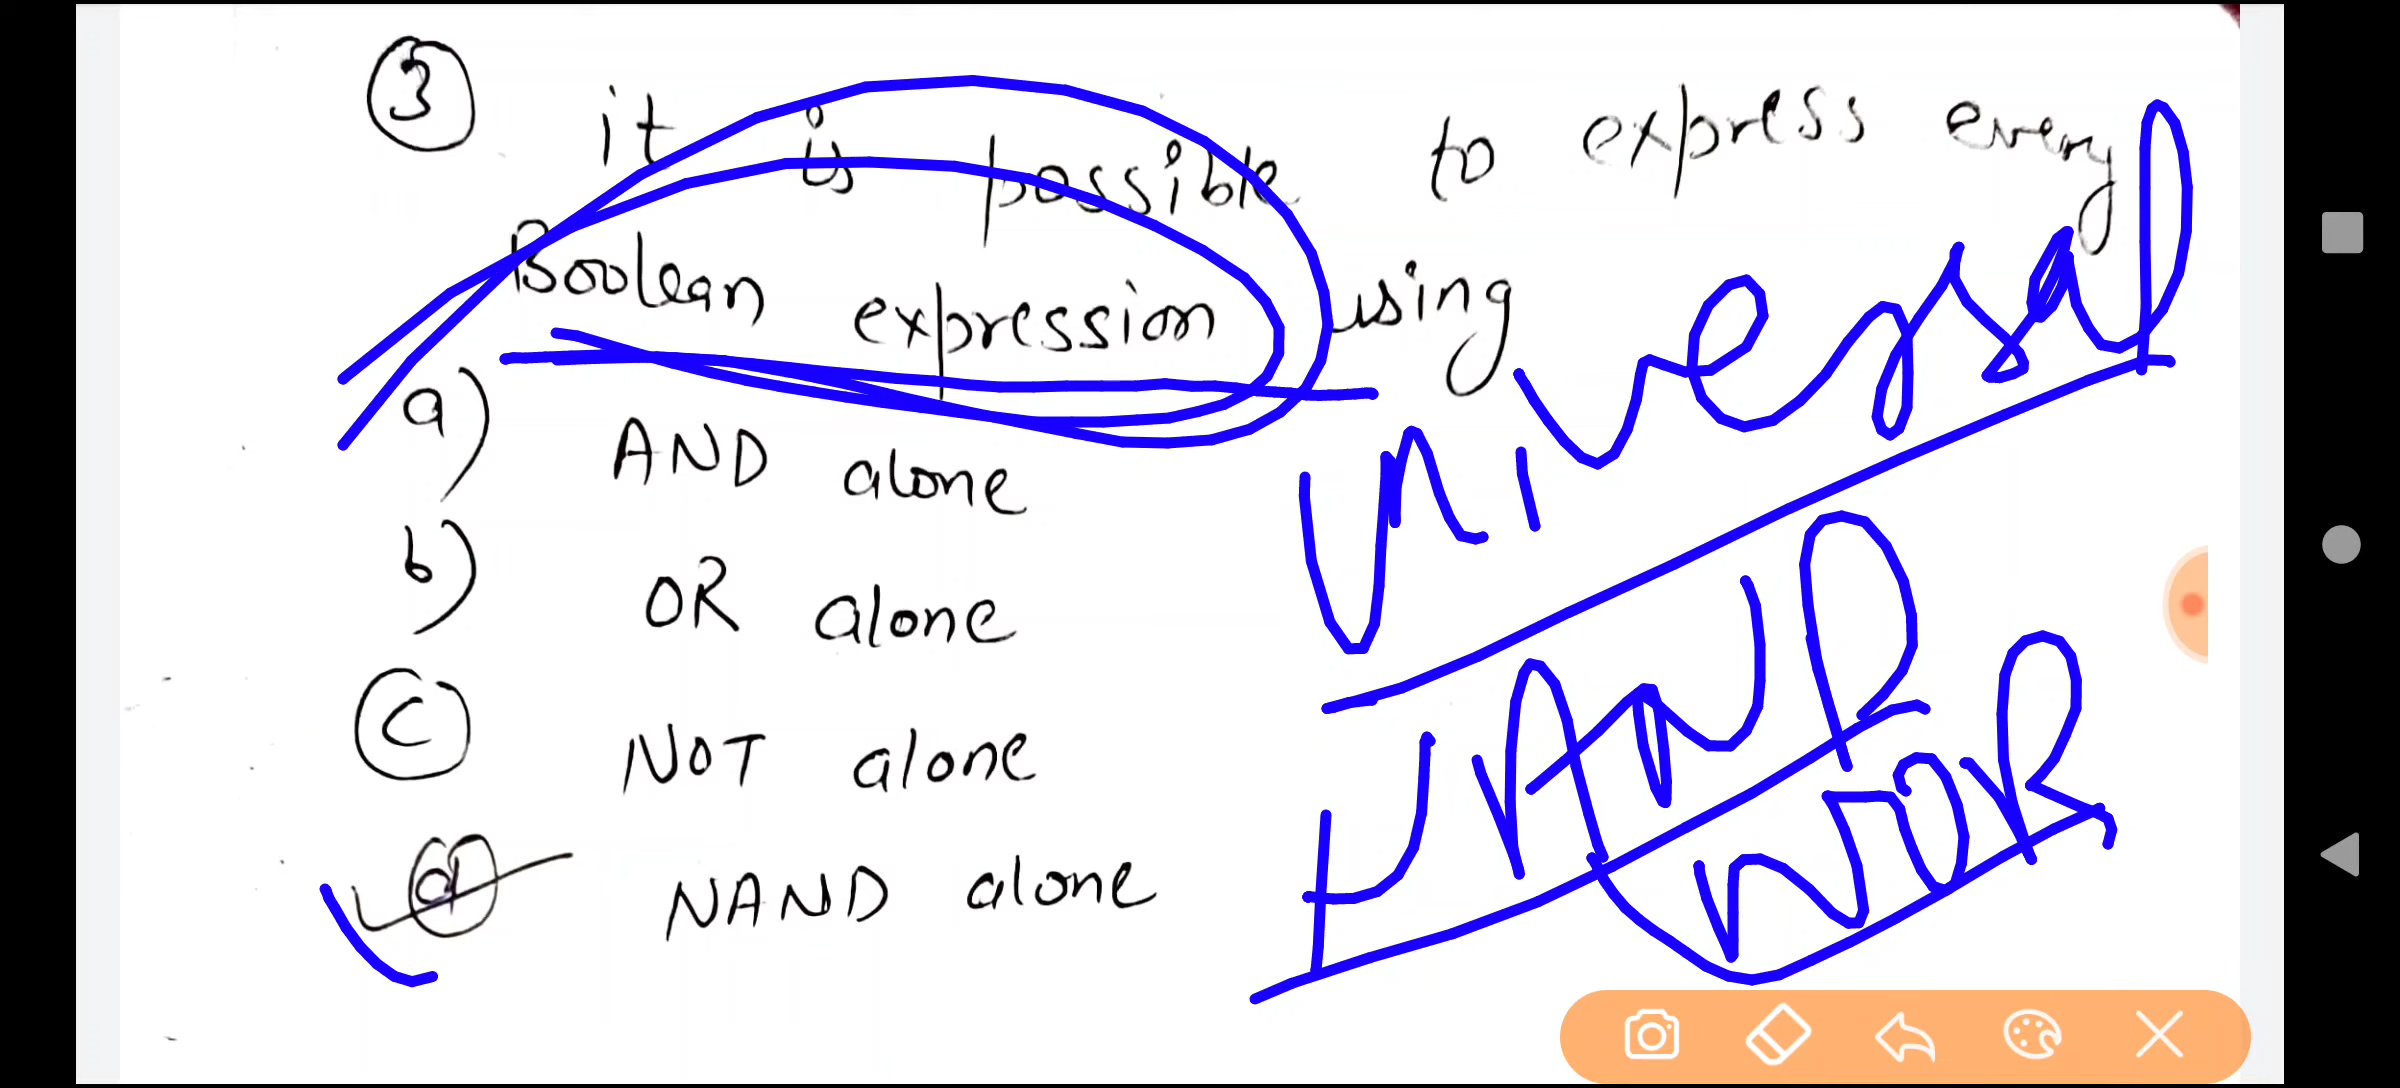 ③ it is possible to express every
Boolean expression using
a) AND alone
b) OR alone
ⓒ NOT alone
ⓓ NAND alone
Universal
NAND
NOR